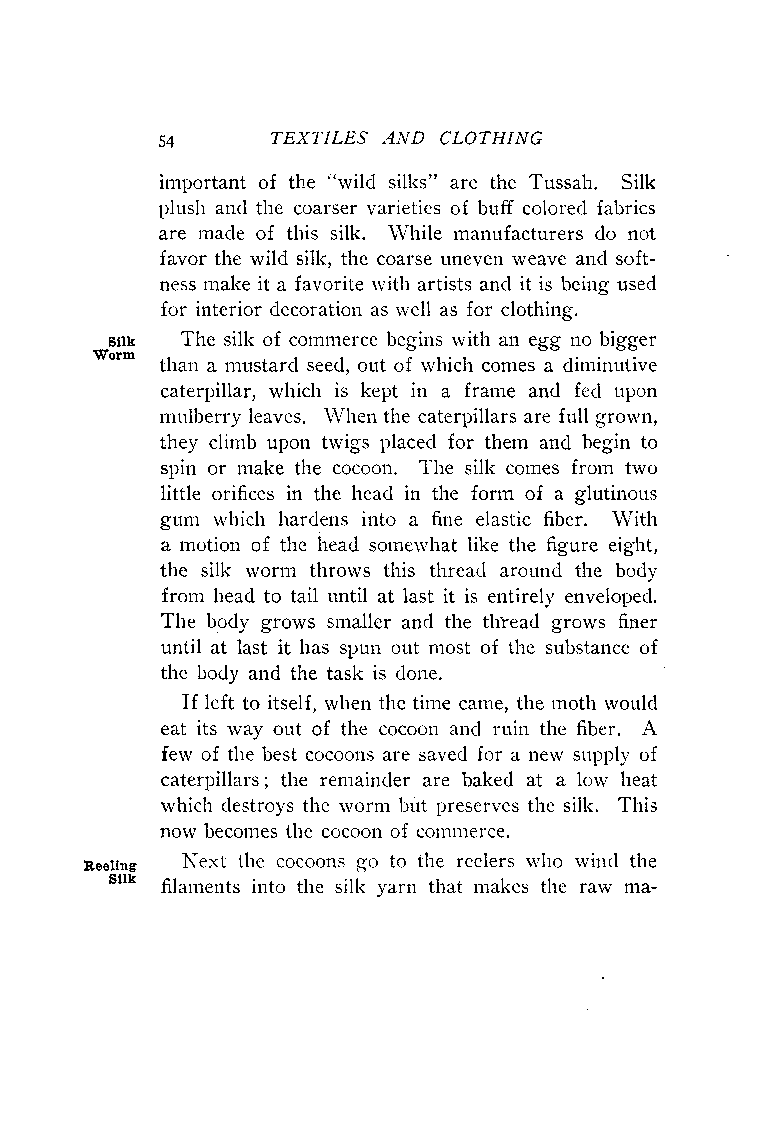 54 TEXTILES AND CLOTHING
important of the "wild silks" are the Tussah. Silk
plush and the coarser varieties of buff colored fabrics
are made of this silk. While manufacturers do not
favor the wild silk, the coarse uneven weave and soft-
ness make it a favorite with artists and it is being used
for interior decoration as well as for clothing.
Silk
Worm
The silk of commerce begins with an egg no bigger
than a mustard seed, out of which comes a diminutive
caterpillar, which is kept in a frame and fed upon
mulberry leaves. When the caterpillars are full grown,
they climb upon twigs placed for them and begin to
spin or make the cocoon. The silk comes from two
little orifices in the head in the form of a glutinous
gum which hardens into a fine elastic fiber. With
a motion of the head somewhat like the figure eight,
the silk worm throws this thread around the body
from head to tail until at last it is entirely enveloped.
The body grows smaller and the thread grows finer
until at last it has spun out most of the substance of
the body and the task is done.
If left to itself, when the time came, the moth would
eat its way out of the cocoon and ruin the fiber. A
few of the best cocoons are saved for a new supply of
caterpillars; the remainder are baked at a low heat
which destroys the worm but preserves the silk. This
now becomes the cocoon of commerce.
Reeling
Silk
Next the cocoons go to the reelers who wind the
filaments into the silk yarn that makes the raw ma-